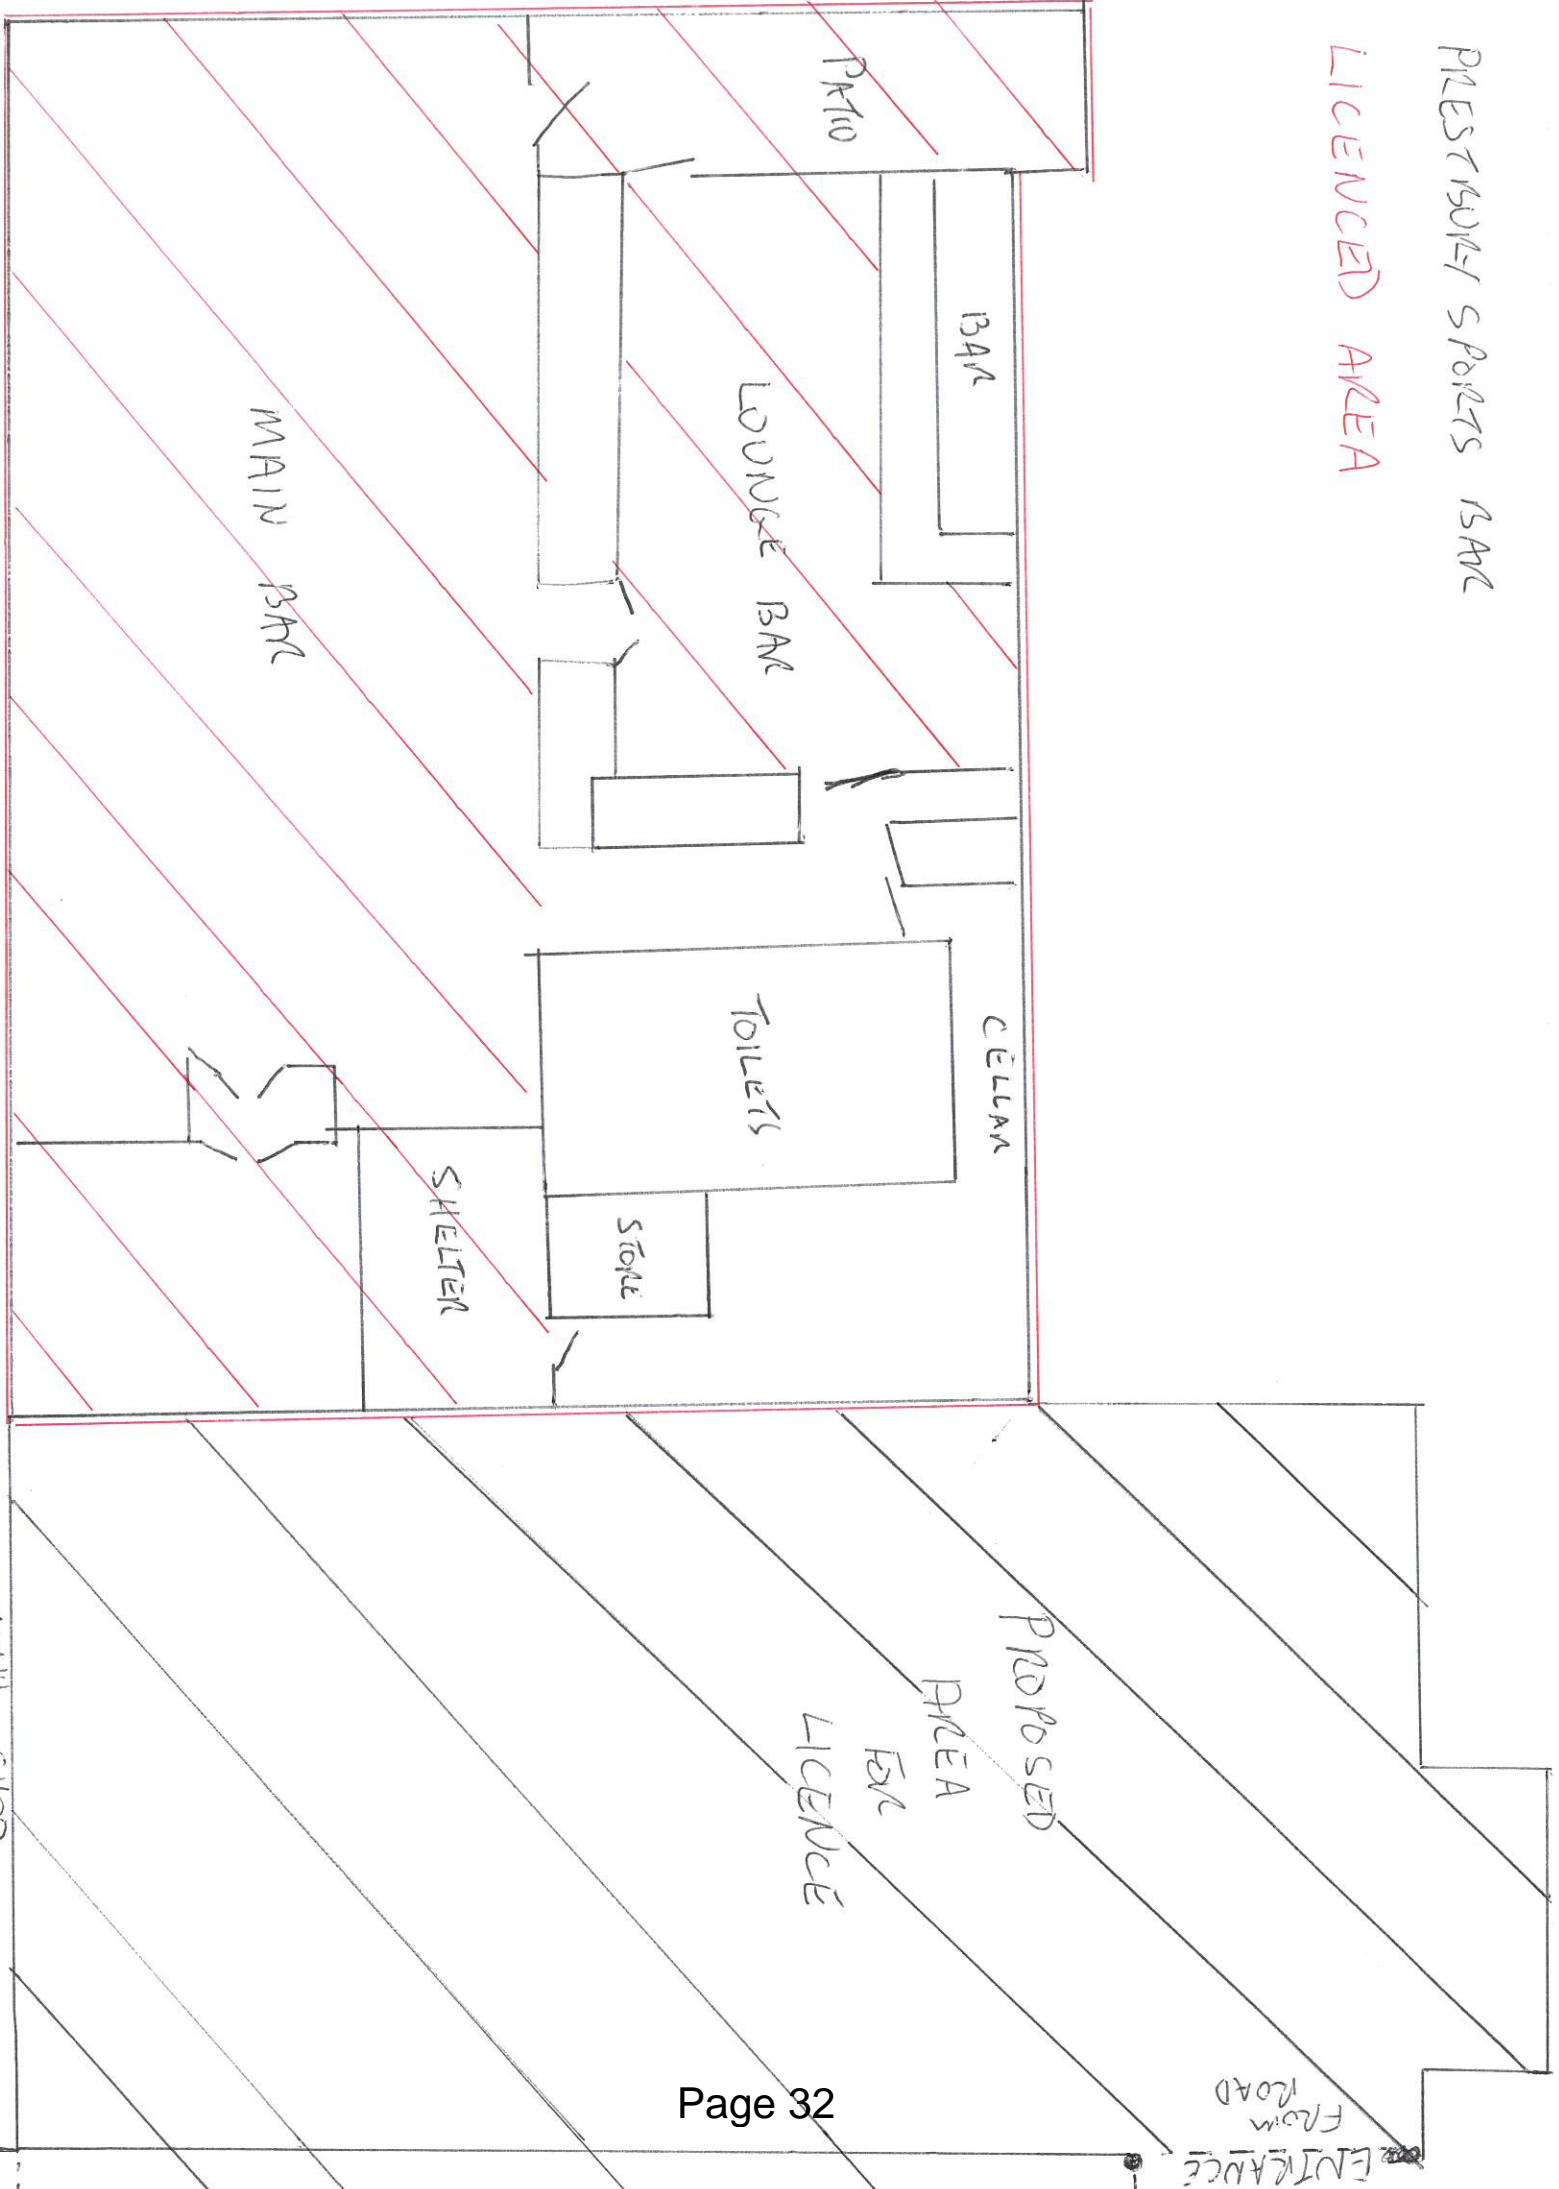 PRESTBURY SPORTS BAR
LICENCED AREA
PATIO
BAR
LOUNGE BAR
MAIN BAR
CELLAR
TOILETS
STORE
SHELTER
PROPOSED
AREA
FOR
LICENCE
ENTRANCE
FROM
ROAD
Page 32